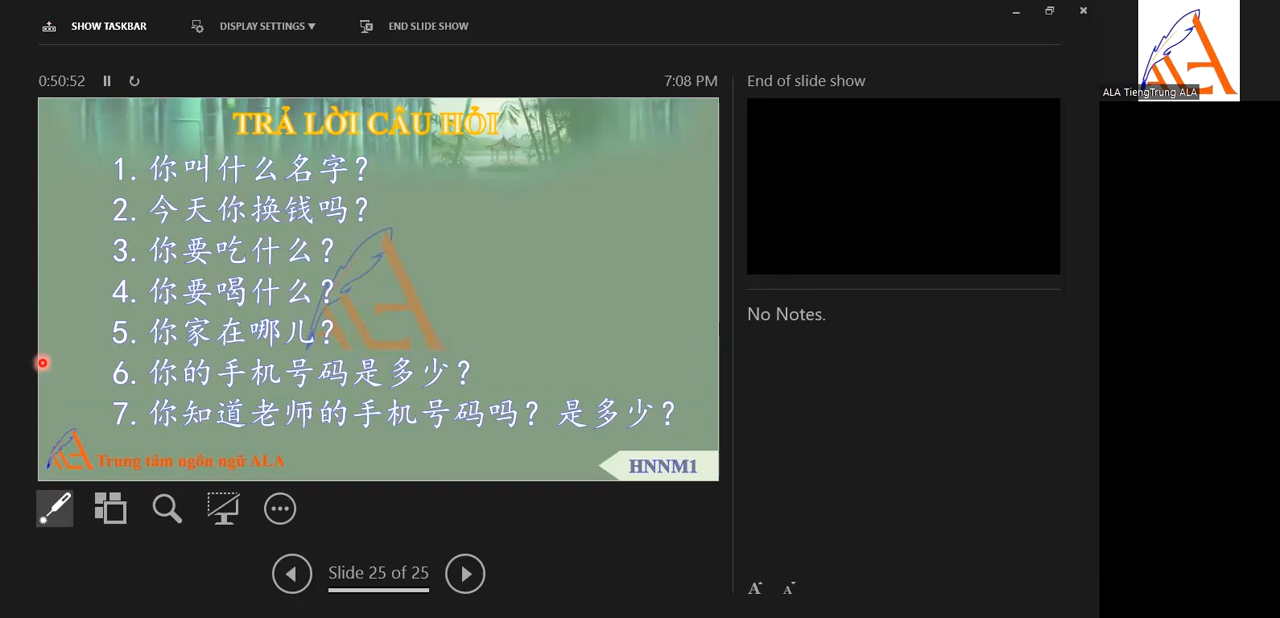 SHOW TASKBAR
DISPLAY SETTINGS ▼
END SLIDE SHOW
0:50:52
7:08 PM
End of slide show
ALA TiengTrung ALA
TRẢ LỜI CÂU HỎI
1. 你叫什么名字？
2. 今天你换钱吗？
3. 你要吃什么？
4. 你要喝什么？
5. 你家在哪儿？
6. 你的手机号码是多少？
7. 你知道老师的手机号码吗？是多少？
Trung tâm ngôn ngữ ALA
HNNM1
No Notes.
Slide 25 of 25
A A